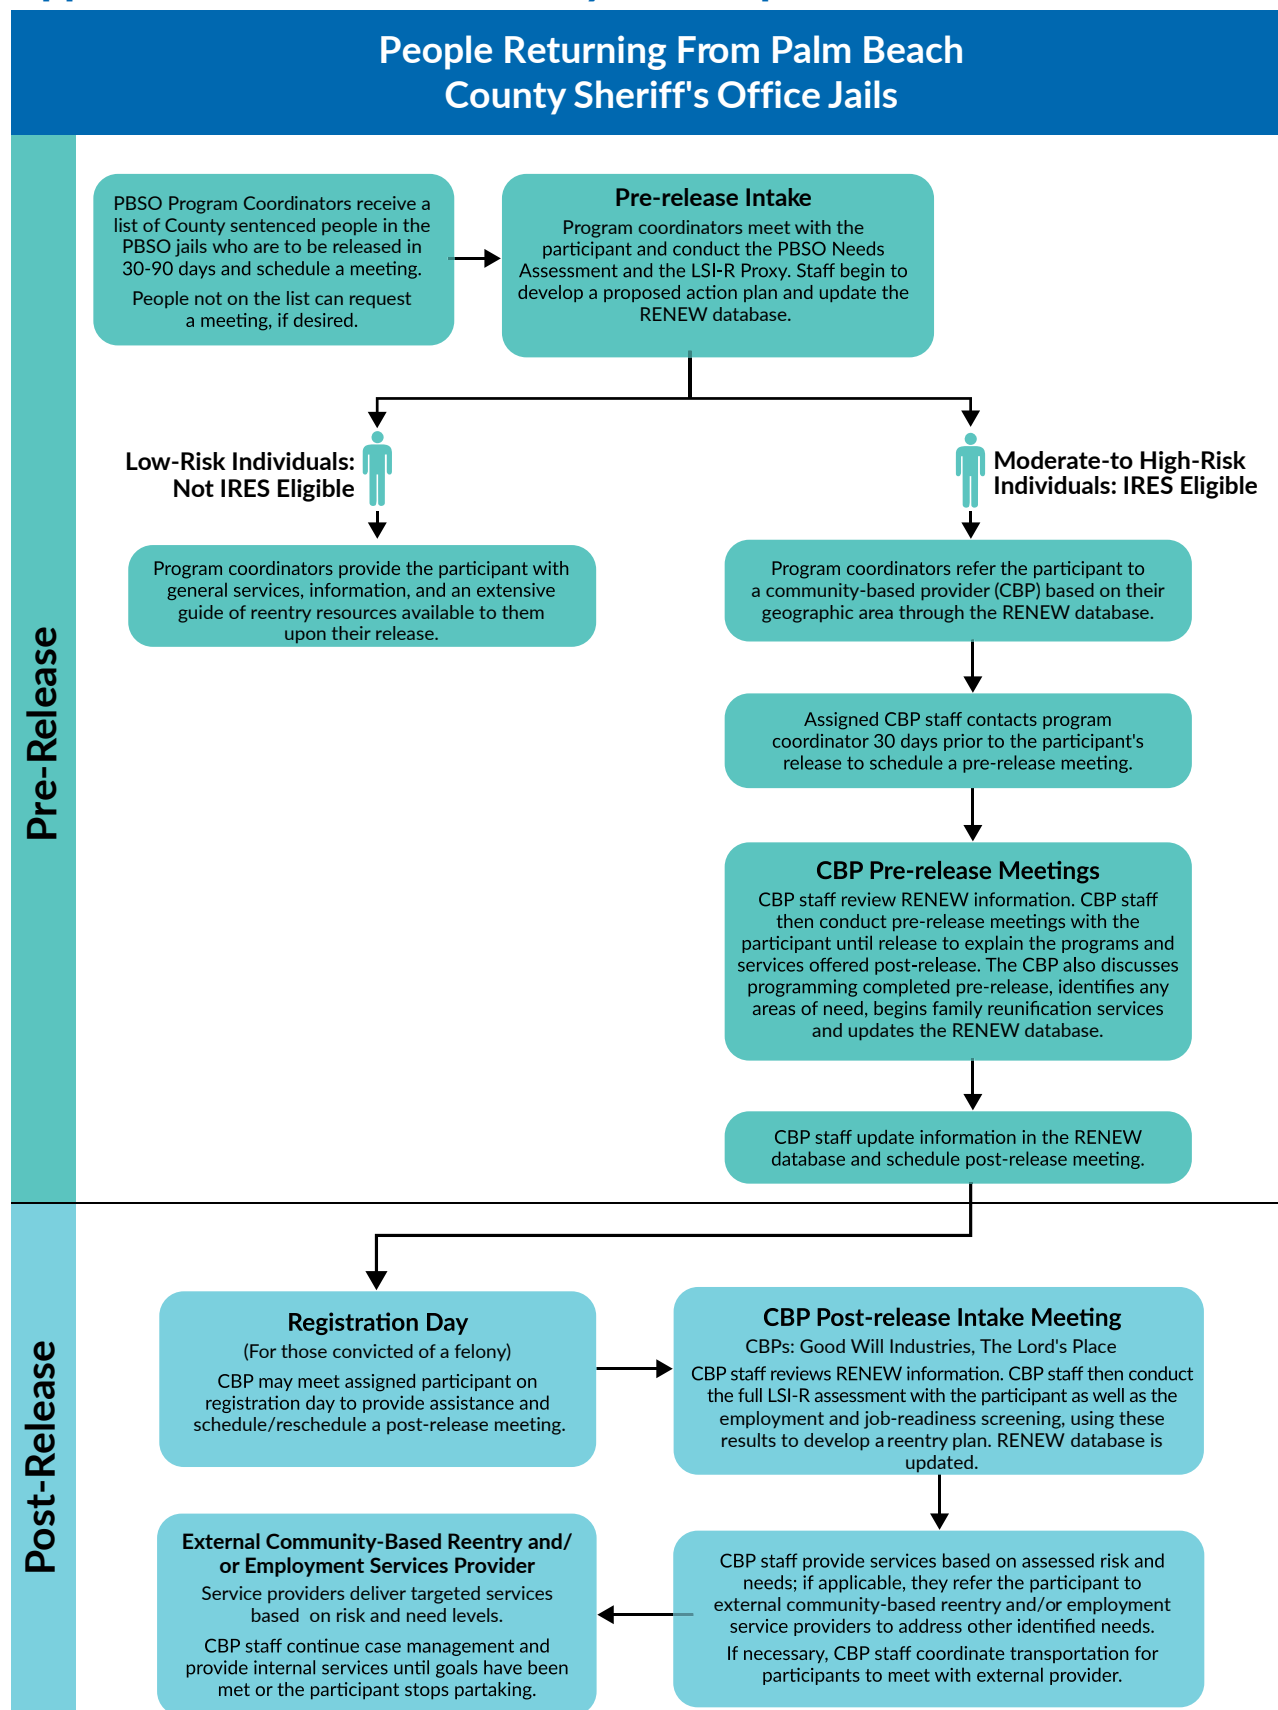 People Returning From Palm Beach
County Sheriff's Office Jails
Pre-Release
PBSO Program Coordinators receive a
list of County sentenced people in the
PBSO jails who are to be released in
30-90 days and schedule a meeting.
People not on the list can request
a meeting, if desired.
Pre-release Intake
Program coordinators meet with the
participant and conduct the PBSO Needs
Assessment and the LSI-R Proxy. Staff begin to
develop a proposed action plan and update the
RENEW database.
Low-Risk Individuals:
Not IRES Eligible
Moderate-to High-Risk
Individuals: IRES Eligible
Program coordinators provide the participant with
general services, information, and an extensive
guide of reentry resources available to them
upon their release.
Program coordinators refer the participant to
a community-based provider (CBP) based on their
geographic area through the RENEW database.
Assigned CBP staff contacts program
coordinator 30 days prior to the participant's
release to schedule a pre-release meeting.
CBP Pre-release Meetings
CBP staff review RENEW information. CBP staff
then conduct pre-release meetings with the
participant until release to explain the programs and
services offered post-release. The CBP also discusses
programming completed pre-release, identifies any
areas of need, begins family reunification services
and updates the RENEW database.
CBP staff update information in the RENEW
database and schedule post-release meeting.
Post-Release
Registration Day
(For those convicted of a felony)
CBP may meet assigned participant on
registration day to provide assistance and
schedule/reschedule a post-release meeting.
CBP Post-release Intake Meeting
CBPs: Good Will Industries, The Lord's Place
CBP staff reviews RENEW information. CBP staff then conduct
the full LSI-R assessment with the participant as well as the
employment and job-readiness screening, using these
results to develop a reentry plan. RENEW database is
updated.
External Community-Based Reentry and/
or Employment Services Provider
Service providers deliver targeted services
based on risk and need levels.
CBP staff continue case management and
provide internal services until goals have been
met or the participant stops partaking.
CBP staff provide services based on assessed risk and
needs; if applicable, they refer the participant to
external community-based reentry and/or employment
service providers to address other identified needs.
If necessary, CBP staff coordinate transportation for
participants to meet with external provider.